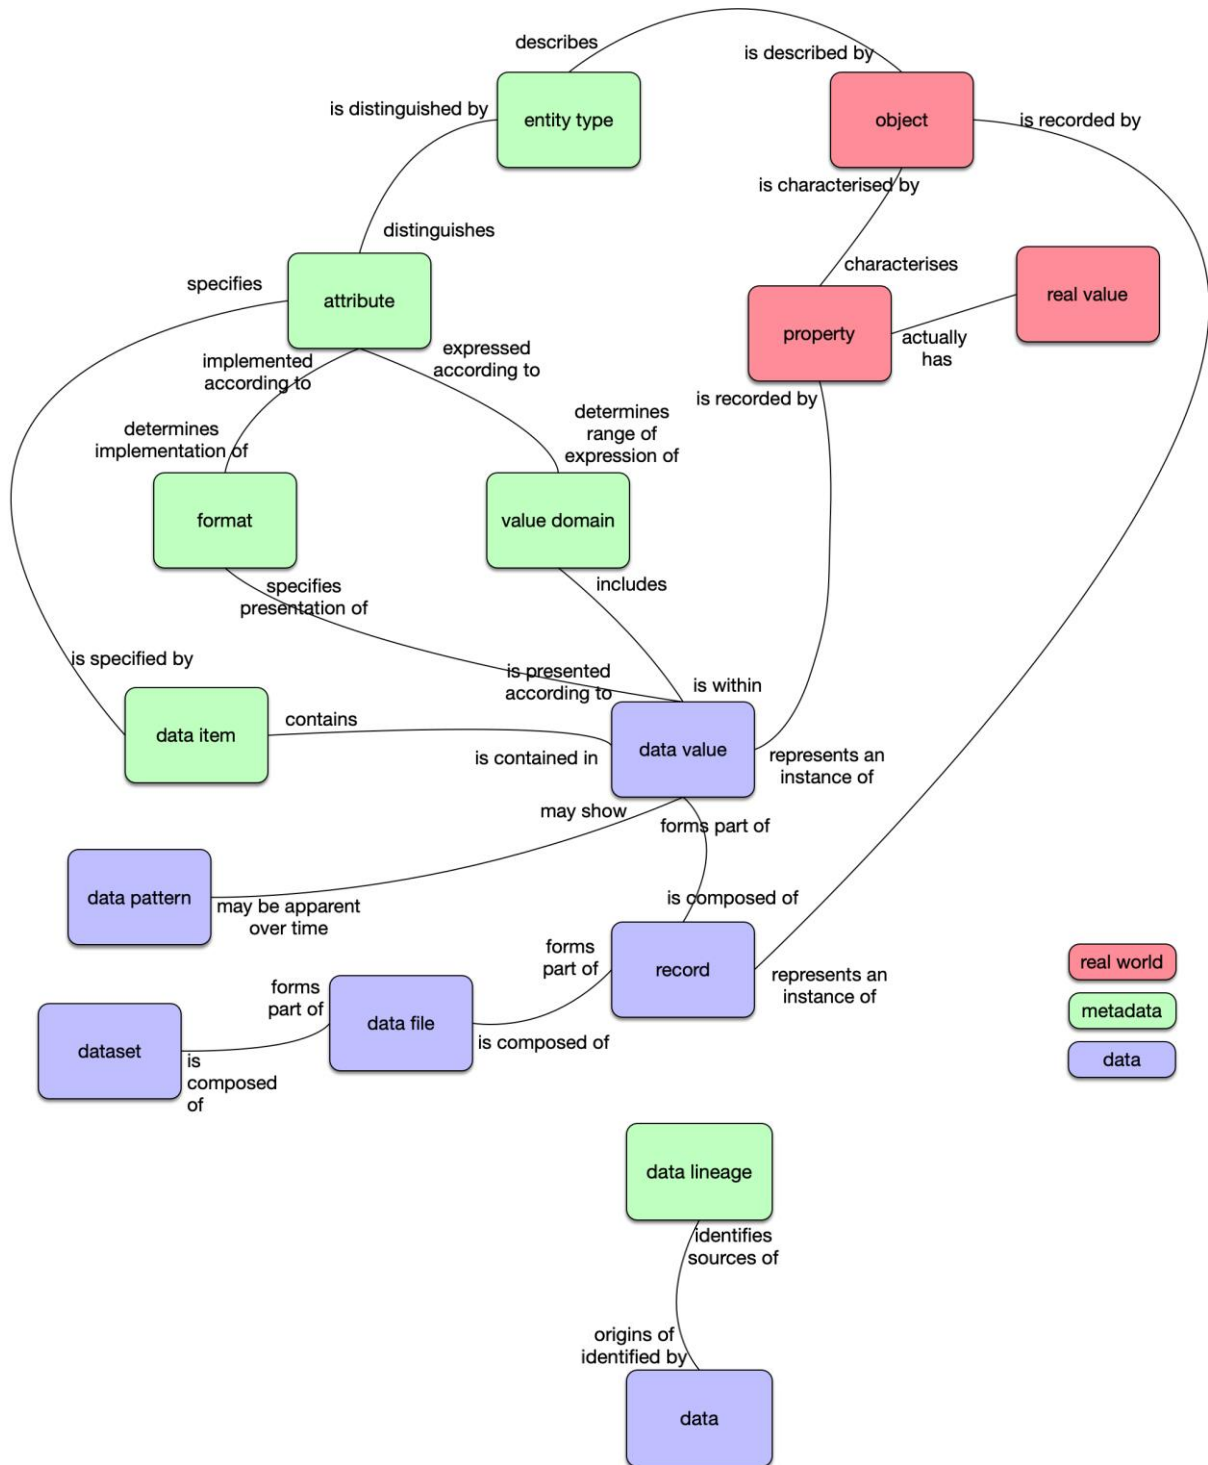 describes
is described by
entity type
object
is distinguished by
is recorded by
is characterised by
distinguishes
characterises
specifies
attribute
real value
property
actually
has
implemented
according to
expressed
according to
is recorded by
determines
implementation of
determines
range of
expression of
format
value domain
specifies
presentation of
includes
is specified by
is presented
according to
is within
data item
contains
data value
is contained in
represents an
instance of
may show
forms part of
data pattern
may be apparent
over time
is composed of
forms
part of
record
represents an
instance of
real world
metadata
data
forms
part of
data file
is composed of
dataset
is
composed
of
data lineage
identifies
sources of
origins of
identified by
data